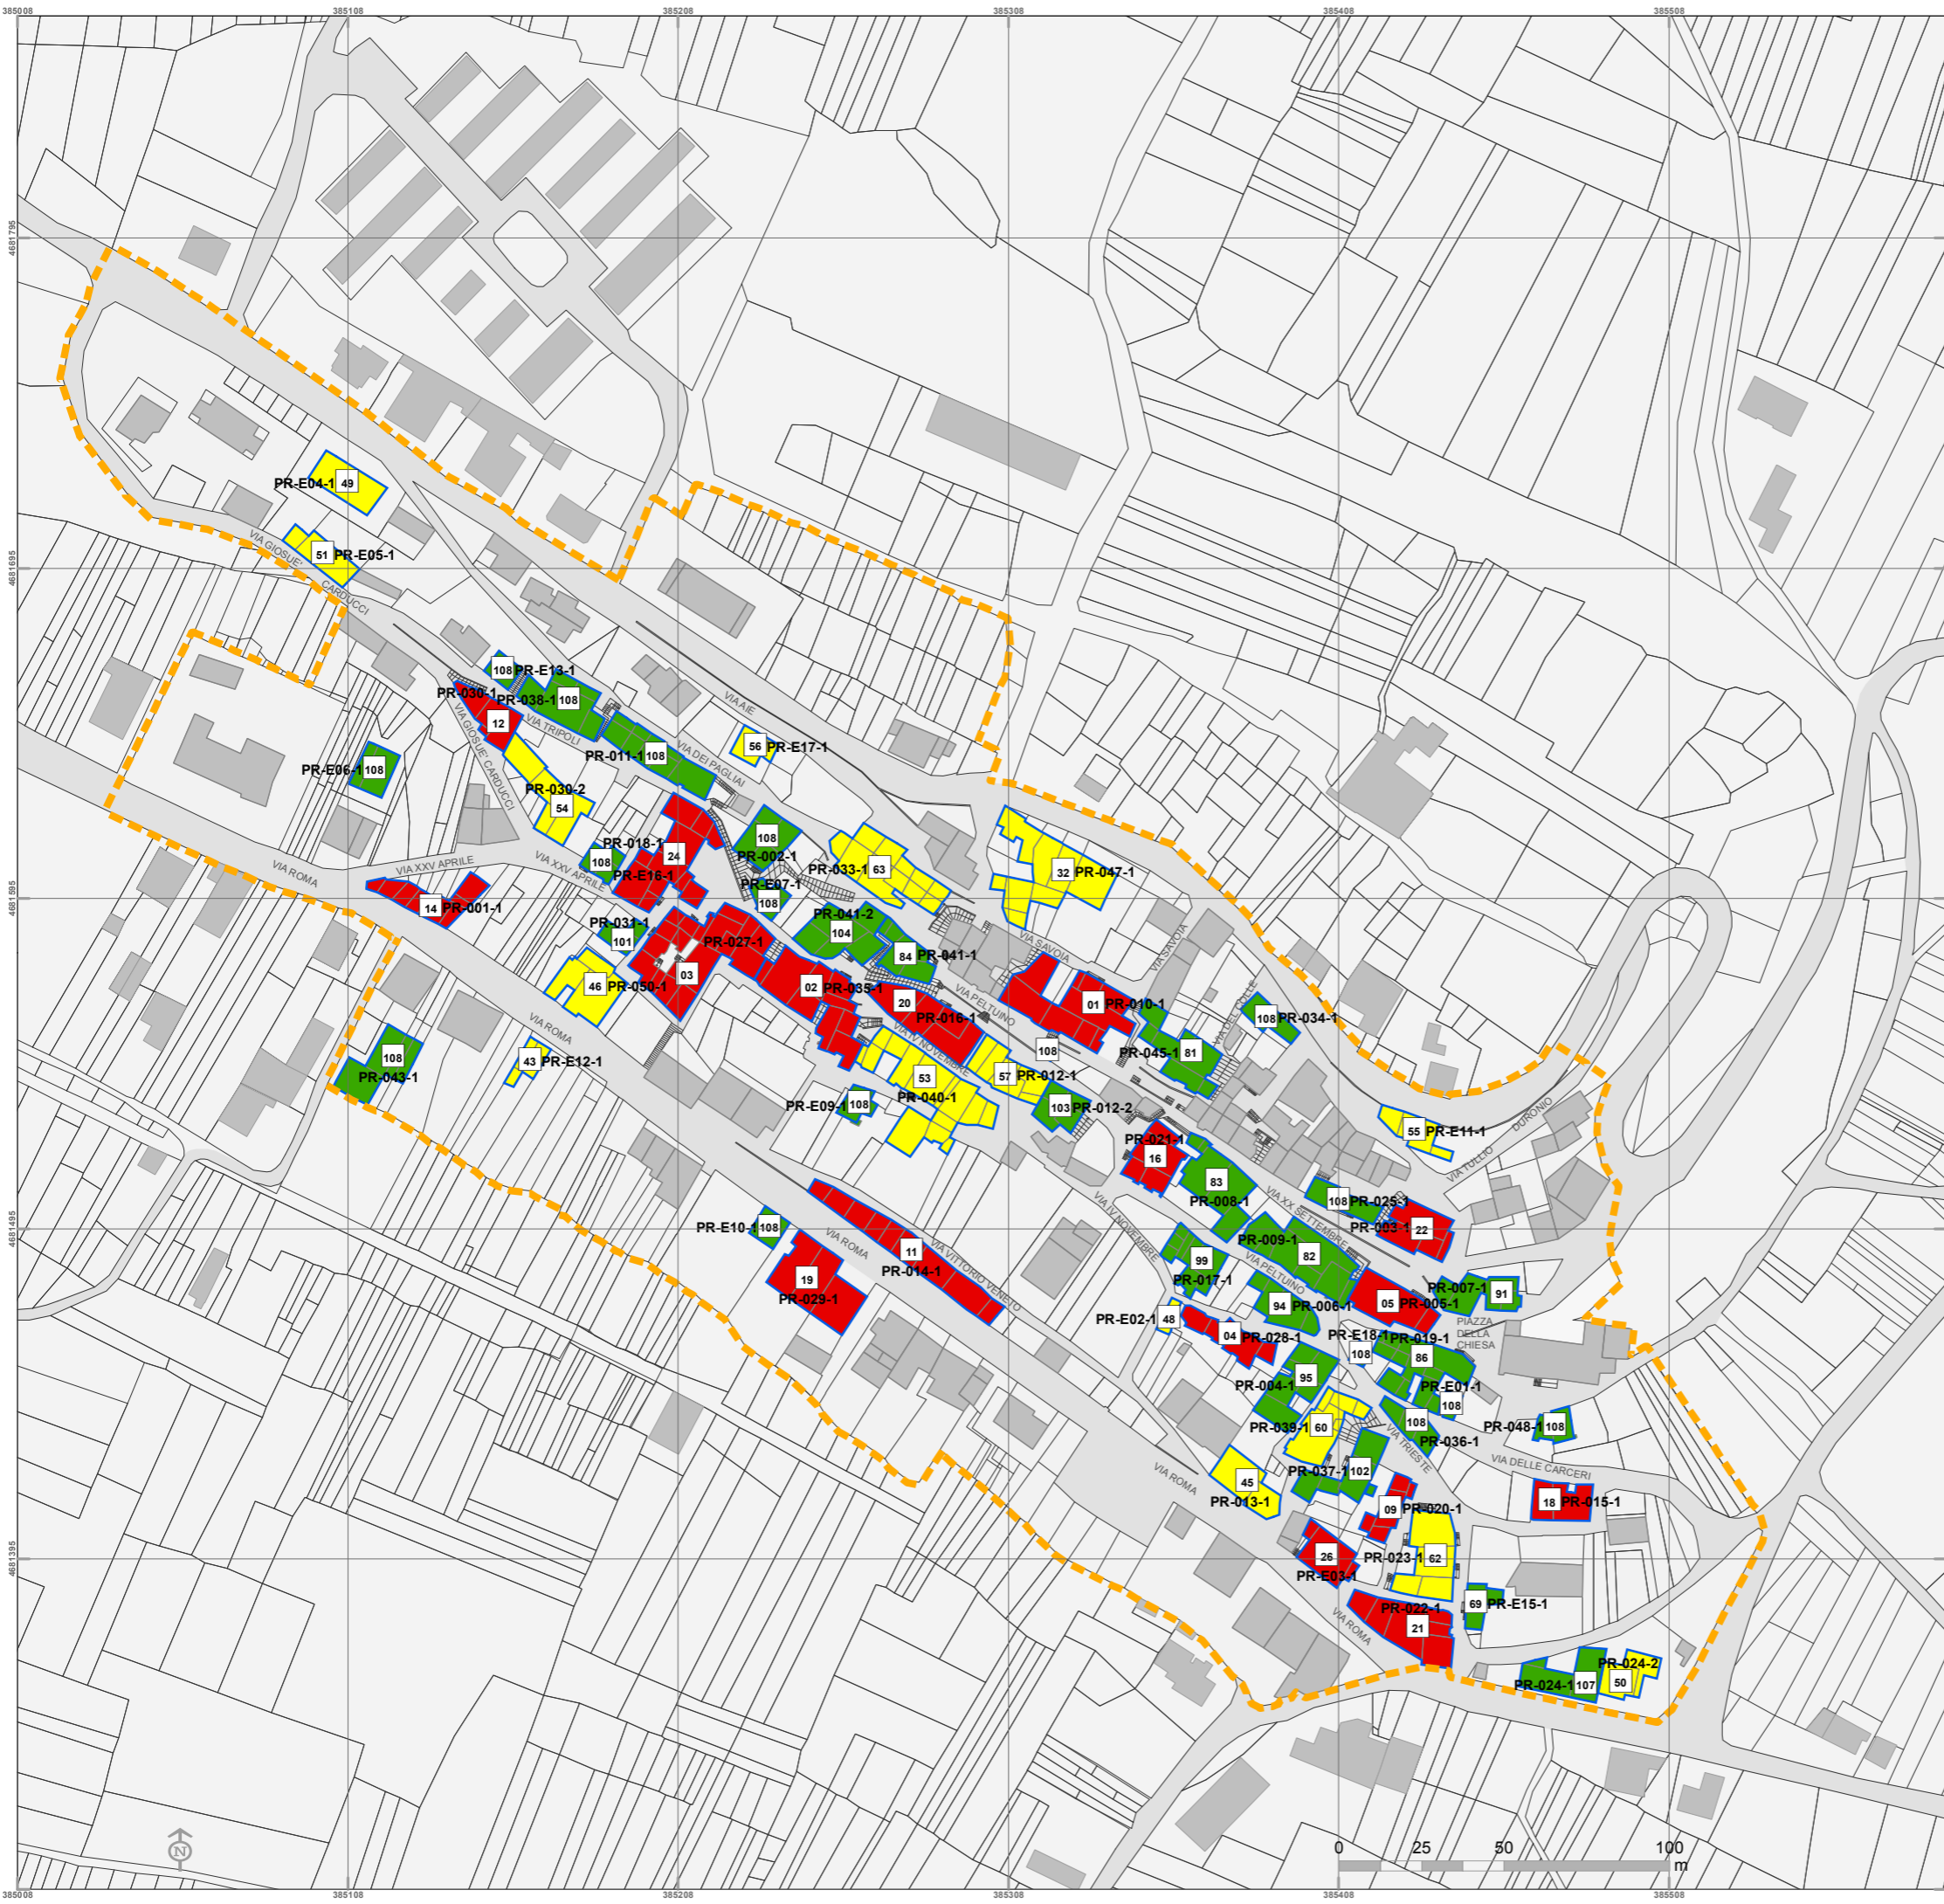 385008
385108
385208
385308
385408
385508
4681795
4681695
4681595
4681495
4681395
PR-E04-1
49
51
PR-E05-1
VIA GIOSUE'
CARDUCCI
108
PR-E13-1
PR-030-1
PR-038-1
108
12
VIA TRIPOLI
VIA GIOSUE' CARDUCCI
PR-011-1
108
VIA DEI PAGLIAI
VIA AIE
56
PR-E17-1
PR-E06-1
108
PR-030-2
54
PR-018-1
108
24
PR-E16-1
108
PR-002-1
PR-E07-1
108
PR-033-1
63
32
PR-047-1
VIA ROMA
VIA XXV APRILE
VIA XXV APRILE
14
PR-001-1
PR-031-1
101
PR-027-1
03
PR-041-2
104
84
PR-041-1
VIA SAVOIA
VIA SAVOIA
46
PR-050-1
02
PR-035-1
20
PR-016-1
VIA PELTUINO
01
PR-010-1
VIA DEL COLLE
108
PR-034-1
VIA ROMA
VIA IV NOVEMBRE
108
PR-045-1
81
108
PR-043-1
43
PR-E12-1
53
PR-040-1
57
PR-012-1
PR-E09-1
108
103
PR-012-2
55
PR-E11-1
VIA TULLIO
DURONIO
PR-021-1
16
83
PR-008-1
VIA XX SETTEMBRE
108
PR-025-1
PR-003-1
22
VIA IV NOVEMBRE
PR-E10-1
108
VIA ROMA
11
PR-014-1
VIA VITTORIO VENETO
19
PR-029-1
99
PR-017-1
PR-009-1
82
VIA PELTUINO
94
PR-006-1
05
PR-005-1
PR-007-1
91
PIAZZA
DELLA
CHIESA
PR-E02-1
48
04
PR-028-1
PR-E18-1
108
PR-019-1
86
PR-E01-1
108
95
PR-004-1
PR-039-1
60
108
PR-036-1
VIA TRIESTE
PR-048-1
108
VIA DELLE CARCERI
VIA ROMA
45
PR-013-1
PR-037-1
102
09
PR-020-1
18
PR-015-1
26
PR-E03-1
PR-023-1
62
69
PR-E15-1
PR-022-1
21
VIA ROMA
PR-024-1
107
PR-024-2
50
N
0
25
50
100
m
385008
385108
385208
385308
385408
385508